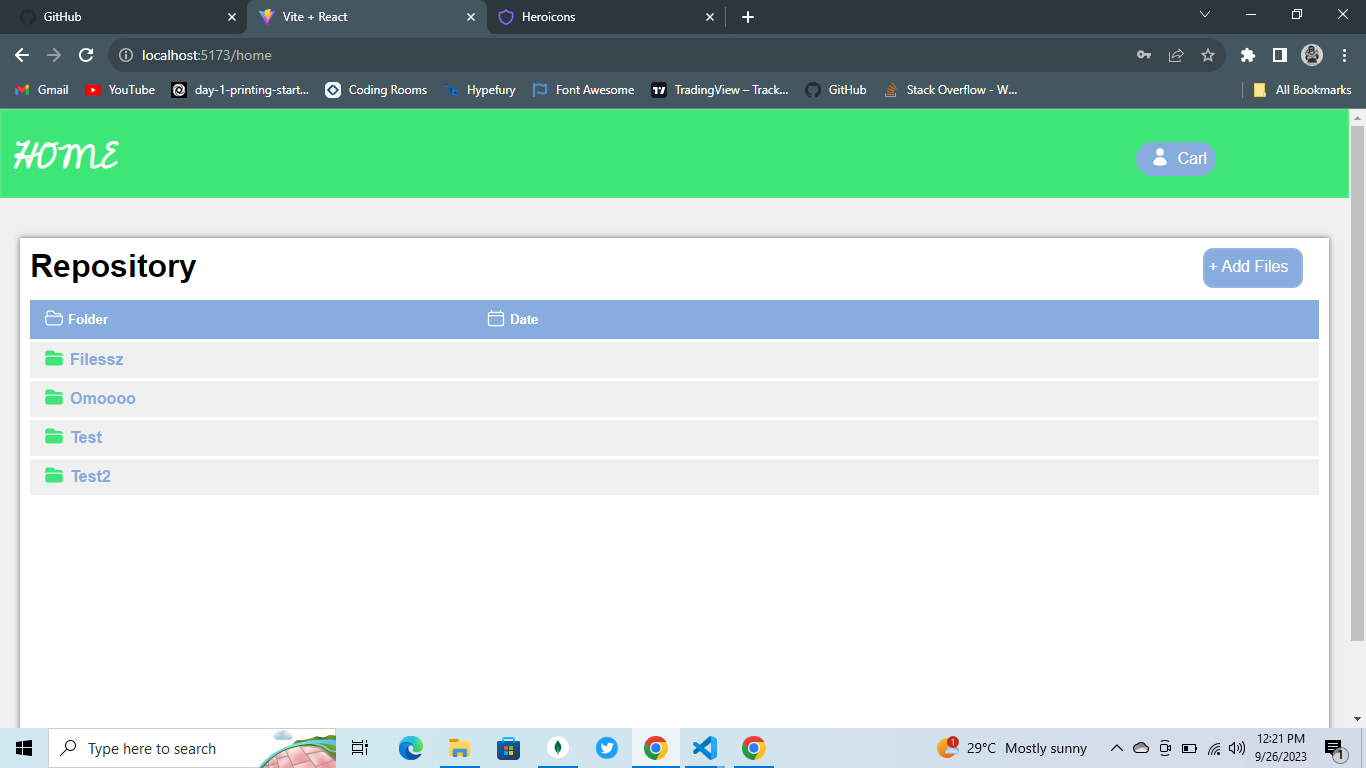 GitHub
Vite + React
Heroicons
localhost:5173/home
Gmail
YouTube
day-1-printing-start...
Coding Rooms
Hypefury
Font Awesome
TradingView – Track...
GitHub
Stack Overflow - W...
All Bookmarks
HOME
Carl
Repository
+ Add Files
Folder
Date
Filessz
Omoooo
Test
Test2
Type here to search
1
29°C Mostly sunny
12:21 PM
9/26/2023
1